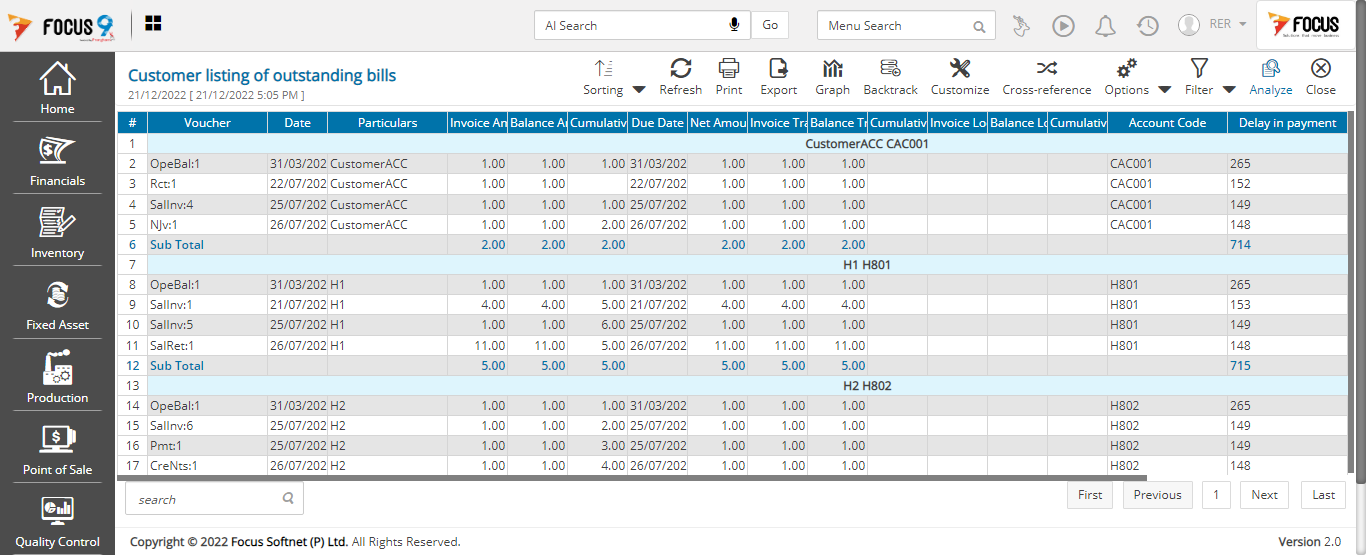 FOCUS 9
AI Search
Go
Menu Search
RER
FOCUS
Home
Financials
Inventory
Fixed Asset
Production
Point of Sale
Quality Control
Customer listing of outstanding bills
21/12/2022 [ 21/12/2022 5:05 PM ]
Sorting Refresh Print Export Graph Backtrack Customize Cross-reference Options Filter Analyze Close
# Voucher Date Particulars Invoice An Balance A Cumulativ Due Date Net Amou Invoice Tra Balance Tr Cumulativ Invoice Lo Balance Lo Cumulativ Account Code Delay in payment
1 CustomerACC CAC001
2 OpeBal:1 31/03/202 CustomerACC 1.00 1.00 1.00 31/03/202 1.00 1.00 1.00 CAC001 265
3 Rct:1 22/07/202 CustomerACC 1.00 1.00 22/07/202 1.00 1.00 1.00 CAC001 152
4 SalInv:4 25/07/202 CustomerACC 1.00 1.00 1.00 25/07/202 1.00 1.00 1.00 CAC001 149
5 NJv:1 26/07/202 CustomerACC 1.00 1.00 2.00 26/07/202 1.00 1.00 1.00 CAC001 148
6 Sub Total 2.00 2.00 2.00 2.00 2.00 2.00 714
7 H1 H801
8 OpeBal:1 31/03/202 H1 1.00 1.00 1.00 31/03/202 1.00 1.00 1.00 H801 265
9 SalInv:1 21/07/202 H1 4.00 4.00 5.00 21/07/202 4.00 4.00 4.00 H801 153
10 SalInv:5 25/07/202 H1 1.00 1.00 6.00 25/07/202 1.00 1.00 1.00 H801 149
11 SalRet:1 26/07/202 H1 11.00 11.00 5.00 26/07/202 11.00 11.00 11.00 H801 148
12 Sub Total 5.00 5.00 5.00 5.00 5.00 5.00 715
13 H2 H802
14 OpeBal:1 31/03/202 H2 1.00 1.00 1.00 31/03/202 1.00 1.00 1.00 H802 265
15 SalInv:6 25/07/202 H2 1.00 1.00 2.00 25/07/202 1.00 1.00 1.00 H802 149
16 Pmt:1 25/07/202 H2 1.00 1.00 3.00 25/07/202 1.00 1.00 1.00 H802 149
17 CreNts:1 26/07/202 H2 1.00 1.00 4.00 26/07/202 1.00 1.00 1.00 H802 148
search
First Previous 1 Next Last
Copyright © 2022 Focus Softnet (P) Ltd. All Rights Reserved.
Version 2.0